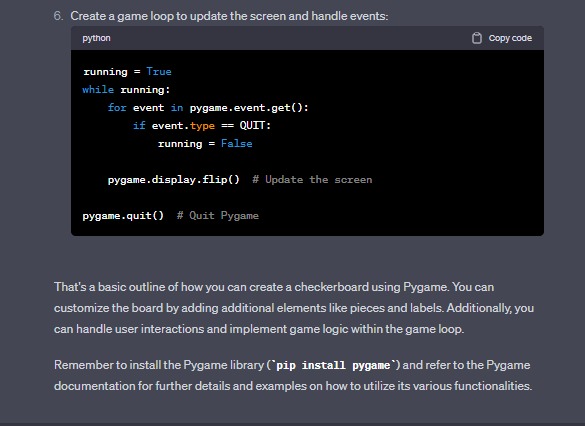 6. Create a game loop to update the screen and handle events:
python Copy code
running = True
while running:
    for event in pygame.event.get():
        if event.type == QUIT:
            running = False
    pygame.display.flip()  # Update the screen
pygame.quit()  # Quit Pygame
That's a basic outline of how you can create a checkerboard using Pygame. You can
customize the board by adding additional elements like pieces and labels. Additionally, you
can handle user interactions and implement game logic within the game loop.
Remember to install the Pygame library (`pip install pygame`) and refer to the Pygame
documentation for further details and examples on how to utilize its various functionalities.